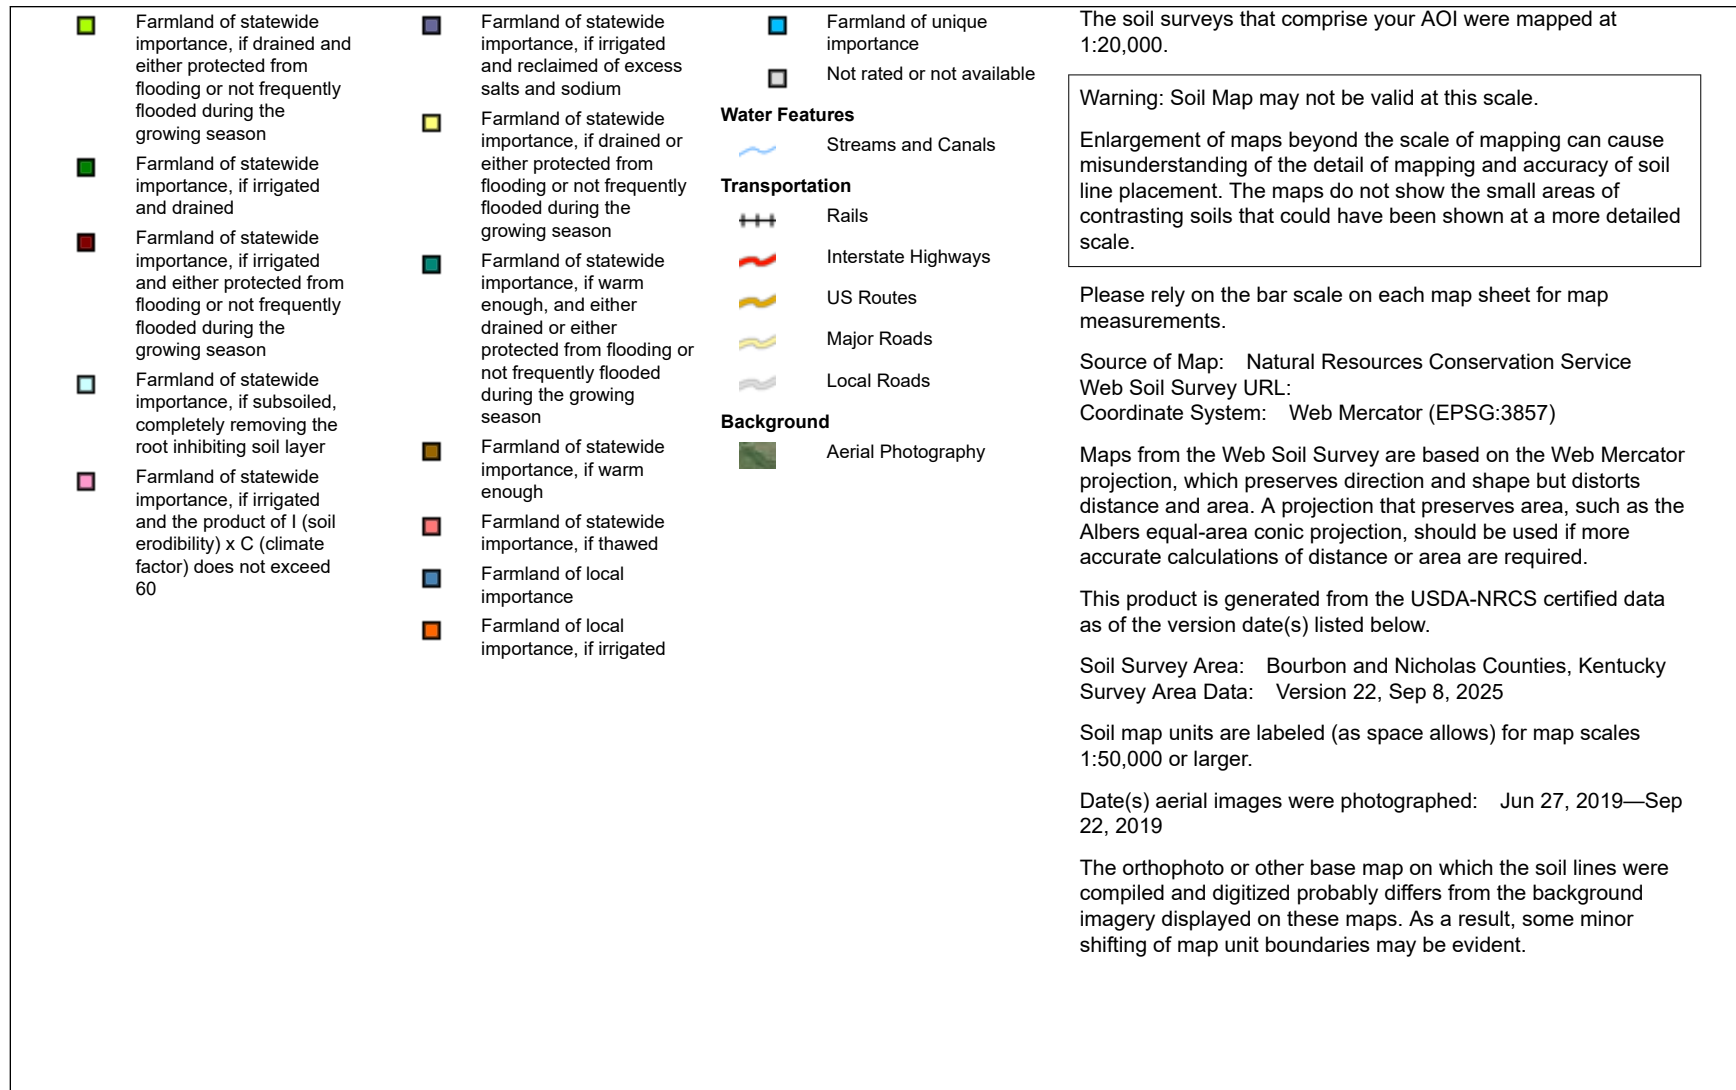 Farmland of statewide
importance, if drained and
either protected from
flooding or not frequently
flooded during the
growing season
Farmland of statewide
importance, if irrigated
and drained
Farmland of statewide
importance, if irrigated
and either protected from
flooding or not frequently
flooded during the
growing season
Farmland of statewide
importance, if subsoiled,
completely removing the
root inhibiting soil layer
Farmland of statewide
importance, if irrigated
and the product of I (soil
erodibility) x C (climate
factor) does not exceed
60
Farmland of statewide
importance, if irrigated
and reclaimed of excess
salts and sodium
Farmland of statewide
importance, if drained or
either protected from
flooding or not frequently
flooded during the
growing season
Farmland of statewide
importance, if warm
enough, and either
drained or either
protected from flooding or
not frequently flooded
during the growing
season
Farmland of statewide
importance, if warm
enough
Farmland of statewide
importance, if thawed
Farmland of local
importance
Farmland of local
importance, if irrigated
Farmland of unique
importance
Not rated or not available
Water Features
Streams and Canals
Transportation
Rails
Interstate Highways
US Routes
Major Roads
Local Roads
Background
Aerial Photography
The soil surveys that comprise your AOI were mapped at
1:20,000.
Warning: Soil Map may not be valid at this scale.
Enlargement of maps beyond the scale of mapping can cause
misunderstanding of the detail of mapping and accuracy of soil
line placement. The maps do not show the small areas of
contrasting soils that could have been shown at a more detailed
scale.
Please rely on the bar scale on each map sheet for map
measurements.
Source of Map: Natural Resources Conservation Service
Web Soil Survey URL:
Coordinate System: Web Mercator (EPSG:3857)
Maps from the Web Soil Survey are based on the Web Mercator
projection, which preserves direction and shape but distorts
distance and area. A projection that preserves area, such as the
Albers equal-area conic projection, should be used if more
accurate calculations of distance or area are required.
This product is generated from the USDA-NRCS certified data
as of the version date(s) listed below.
Soil Survey Area: Bourbon and Nicholas Counties, Kentucky
Survey Area Data: Version 22, Sep 8, 2025
Soil map units are labeled (as space allows) for map scales
1:50,000 or larger.
Date(s) aerial images were photographed: Jun 27, 2019—Sep
22, 2019
The orthophoto or other base map on which the soil lines were
compiled and digitized probably differs from the background
imagery displayed on these maps. As a result, some minor
shifting of map unit boundaries may be evident.